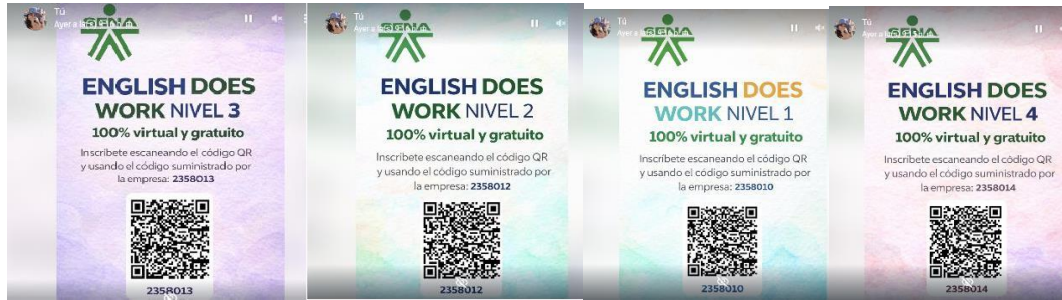 Tú
SENA
ENGLISH DOES
WORK NIVEL 3
100% virtual y gratuito
Inscríbete escaneando el código QR
y usando el código suministrado por
la empresa: 2358013
2358013
Tú
SENA
ENGLISH DOES
WORK NIVEL 2
100% virtual y gratuito
Inscríbete escaneando el código QR
y usando el código suministrado por
la empresa: 2358012
2358012
Tú
SENA
ENGLISH DOES
WORK NIVEL 1
100% virtual y gratuito
Inscríbete escaneando el código QR
y usando el código suministrado por
la empresa: 2358010
2358010
Tú
SENA
ENGLISH DOES
WORK NIVEL 4
100% virtual y gratuito
Inscríbete escaneando el código QR
y usando el código suministrado por
la empresa: 2358014
2358014